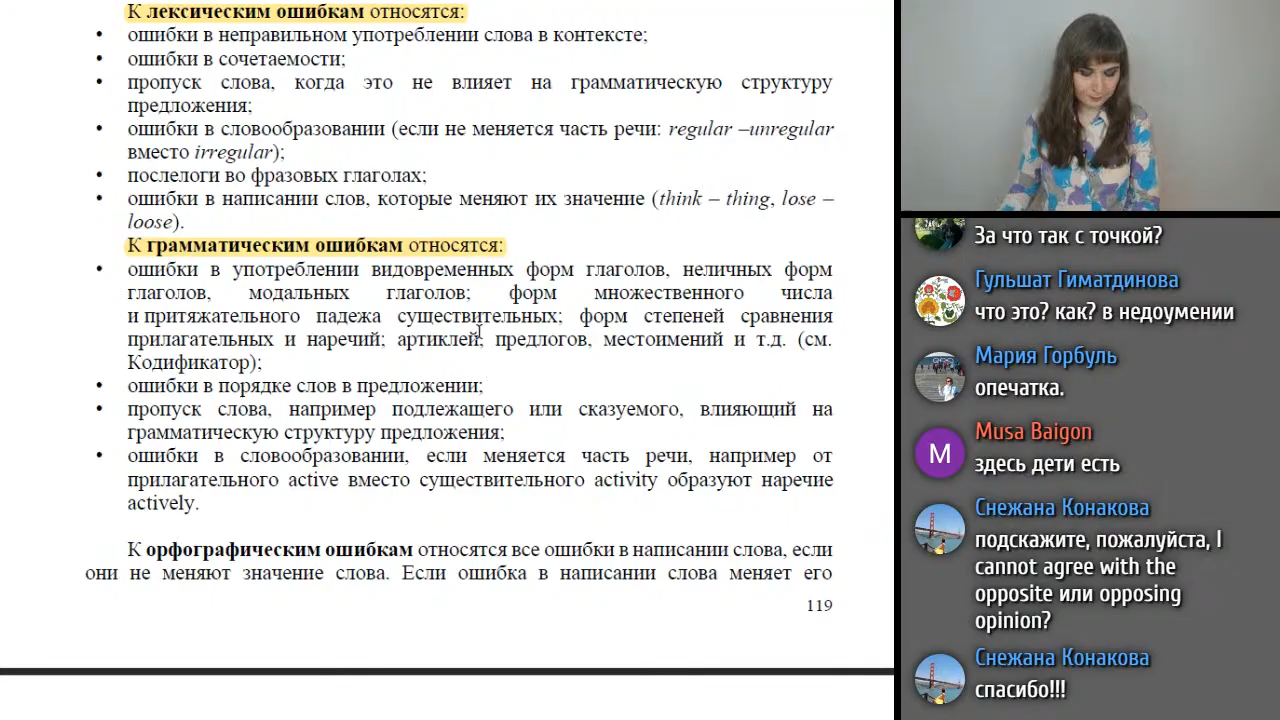 К лексическим ошибкам относятся:
• ошибки в неправильном употреблении слова в контексте;
• ошибки в сочетаемости;
• пропуск слова, когда это не влияет на грамматическую структуру
предложения;
• ошибки в словообразовании (если не меняется часть речи: regular –unregular
вместо irregular);
• послелоги во фразовых глаголах;
• ошибки в написании слов, которые меняют их значение (think – thing, lose –
loose).
К грамматическим ошибкам относятся:
• ошибки в употреблении видовременных форм глаголов, неличных форм
глаголов, модальных глаголов; форм множественного числа
и притяжательного падежа существительных; форм степеней сравнения
прилагательных и наречий; артиклей, предлогов, местоимений и т.д. (см.
Кодификатор);
• ошибки в порядке слов в предложении;
• пропуск слова, например подлежащего или сказуемого, влияющий на
грамматическую структуру предложения;
• ошибки в словообразовании, если меняется часть речи, например от
прилагательного active вместо существительного activity образуют наречие
actively.
К орфографическим ошибкам относятся все ошибки в написании слова, если
они не меняют значение слова. Если ошибка в написании слова меняет его
119
За что так с точкой?
Гульшат Гиматдинова
что это? как? в недоумении
Мария Горбуль
опечатка.
M
Musa Baigon
здесь дети есть
Снежана Конакова
подскажите, пожалуйста, I
cannot agree with the
opposite или opposing
opinion?
Снежана Конакова
спасибо!!!